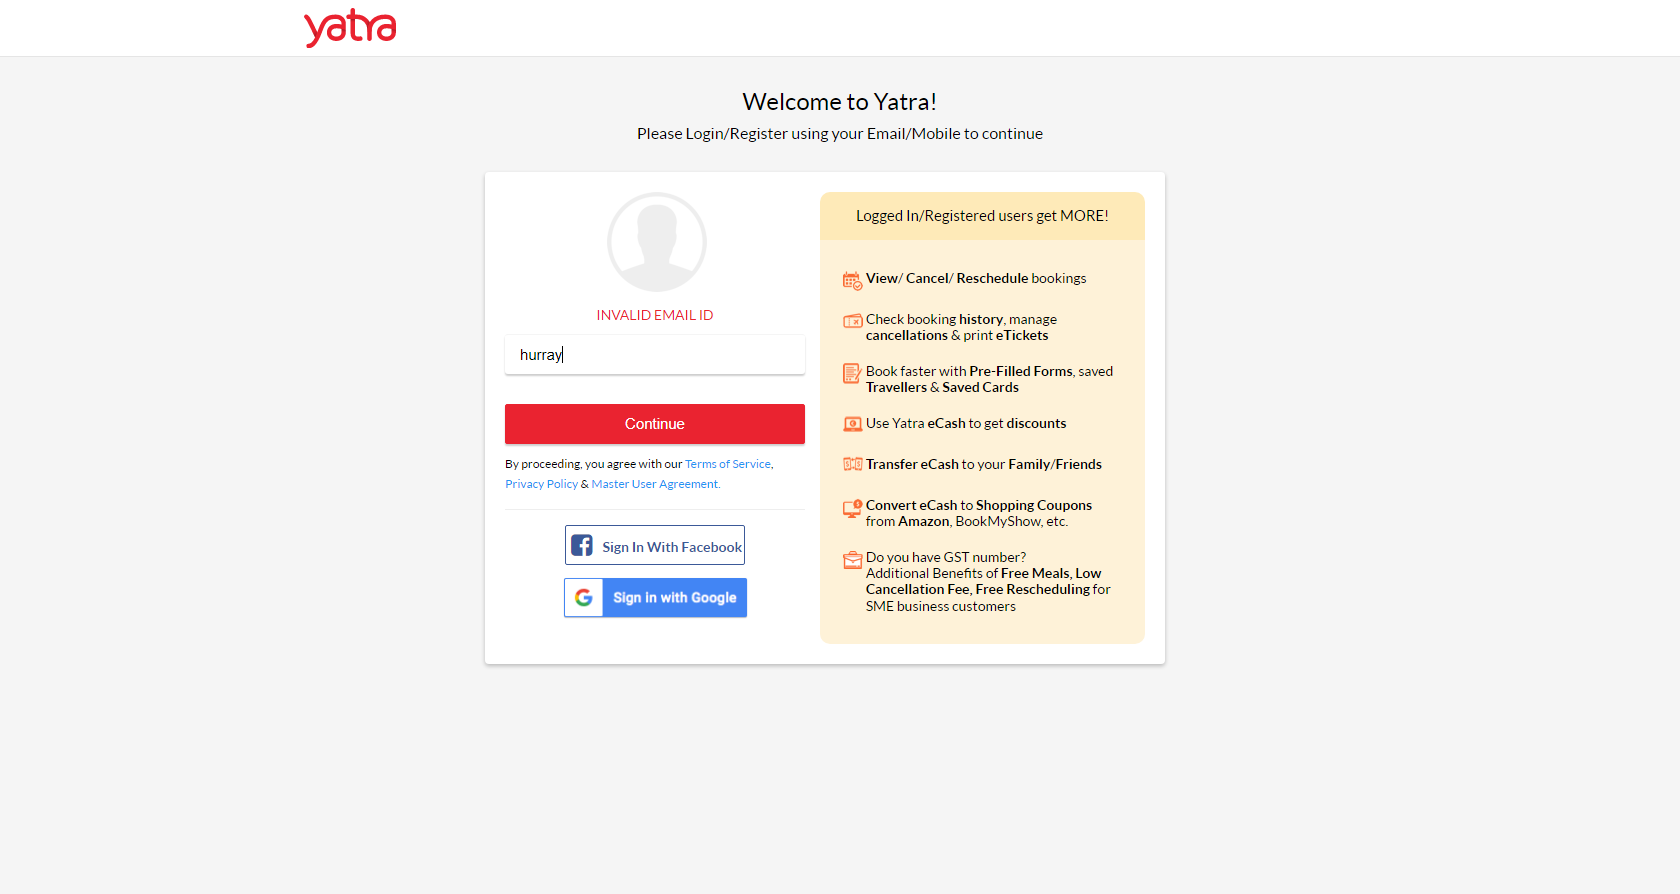 yatra
Welcome to Yatra!
Please Login/Register using your Email/Mobile to continue
INVALID EMAIL ID
hurray
Continue
By proceeding, you agree with our Terms of Service,
Privacy Policy & Master User Agreement.
Sign In With Facebook
Sign in with Google
Logged In/Registered users get MORE!
View/ Cancel/ Reschedule bookings
Check booking history, manage
cancellations & print eTickets
Book faster with Pre-Filled Forms, saved
Travellers & Saved Cards
Use Yatra eCash to get discounts
Transfer eCash to your Family/Friends
Convert eCash to Shopping Coupons
from Amazon, BookMyShow, etc.
Do you have GST number?
Additional Benefits of Free Meals, Low
Cancellation Fee, Free Rescheduling for
SME business customers